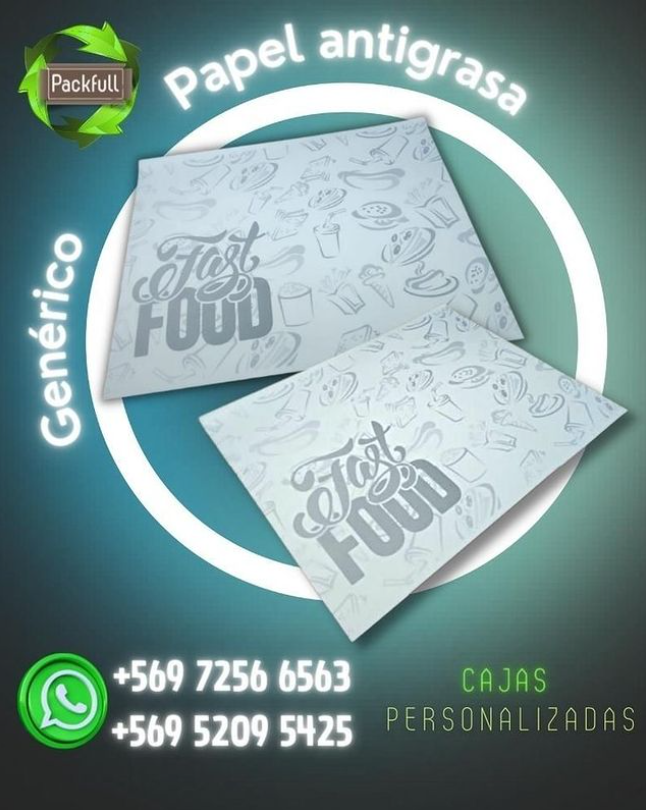 Packfull
Papel antigrasa
Genérico
Fast
FOOD
Fast
FOOD
+569 7256 6563
+569 5209 5425
CAJAS
PERSONALIZADAS